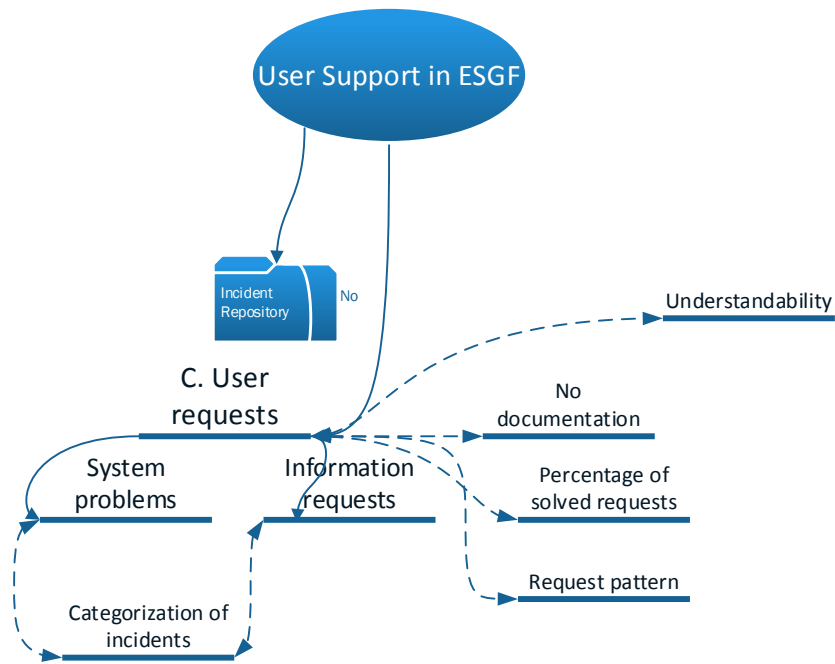 User Support in ESGF
Incident
Repository
No
Understandability
C. User
requests
No
documentation
System
problems
Information
requests
Percentage of
solved requests
Request pattern
Categorization of
incidents